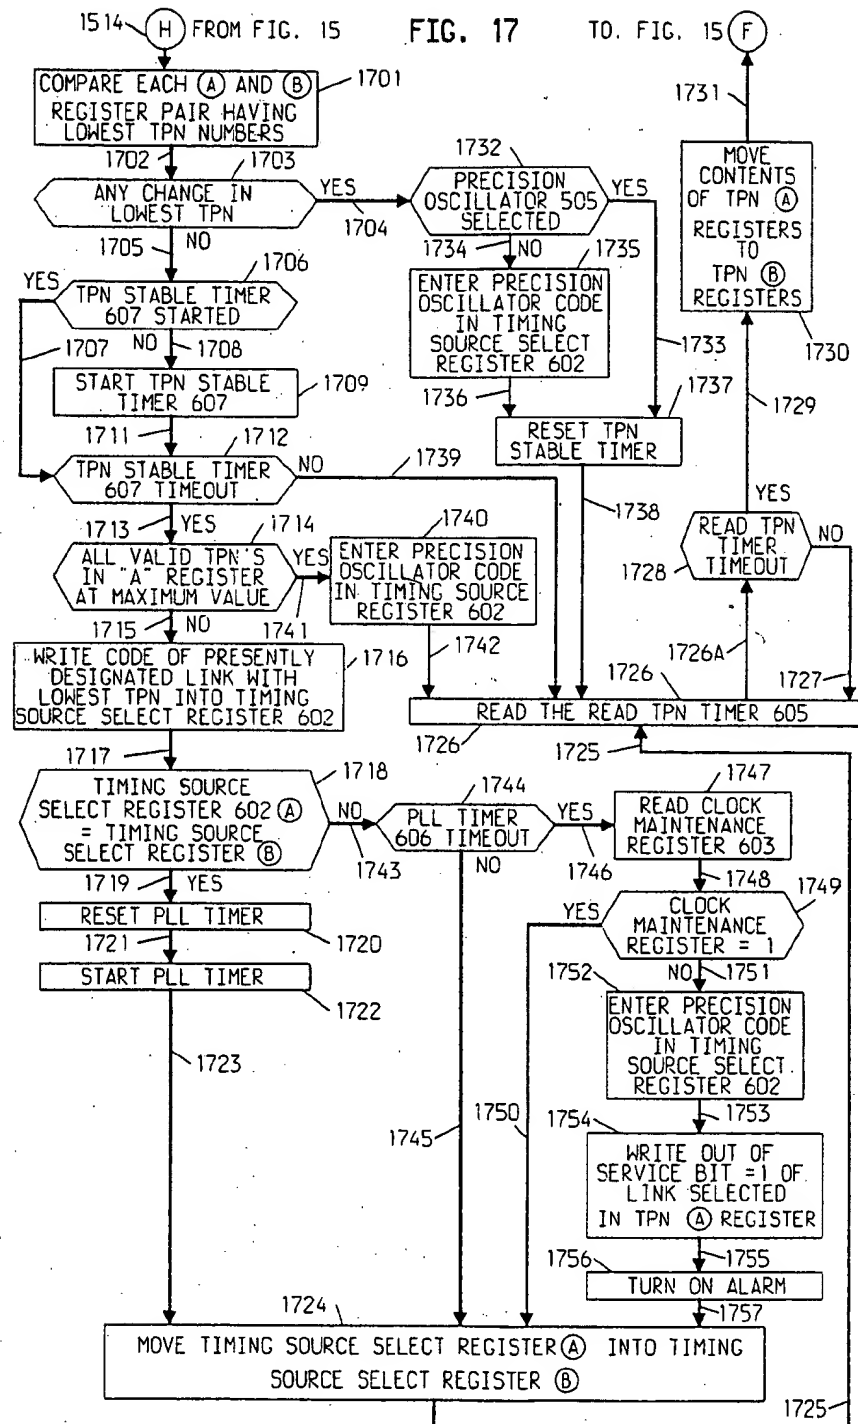 1514 H FROM FIG. 15 FIG. 17 TO. FIG. 15 F
1701
COMPARE EACH A AND B
REGISTER PAIR HAVING
LOWEST TPN NUMBERS
1702
1703
ANY CHANGE IN
LOWEST TPN
YES
1704
1705
NO
1706
YES
TPN STABLE TIMER
607 STARTED
1707
NO
1708
START TPN STABLE
TIMER 607
1709
1711
1712
TPN STABLE TIMER
607 TIMEOUT
NO
1739
1713
YES
1714
ALL VALID TPN'S
IN "A" REGISTER
AT MAXIMUM VALUE
YES
1741
1715
NO
1716
WRITE CODE OF PRESENTLY
DESIGNATED LINK WITH
LOWEST TPN INTO TIMING
SOURCE SELECT REGISTER 602
1717
1718
TIMING SOURCE
SELECT REGISTER 602 A
= TIMING SOURCE
SELECT REGISTER B
NO
1743
1719
YES
RESET PLL TIMER
1720
1721
START PLL TIMER
1722
1723
1732
PRECISION
OSCILLATOR 505
SELECTED
YES
1734
NO
1735
ENTER PRECISION
OSCILLATOR CODE
IN TIMING
SOURCE SELECT
REGISTER 602
1733
1736
1737
RESET TPN
STABLE TIMER
1738
1740
ENTER PRECISION
OSCILLATOR CODE
IN TIMING SOURCE
REGISTER 602
1742
1731
MOVE
CONTENTS
OF TPN A
REGISTERS
TO
TPN B
REGISTERS
1730
1729
YES
READ TPN
TIMER
TIMEOUT
NO
1728
1726A
1727
1726
READ THE READ TPN TIMER 605
1726
1725
1744
PLL TIMER
606 TIMEOUT
YES
1746
NO
1745
1747
READ CLOCK
MAINTENANCE
REGISTER 603
1748
1749
YES
CLOCK
MAINTENANCE
REGISTER = 1
1750
NO
1751
1752
ENTER PRECISION
OSCILLATOR CODE
IN TIMING
SOURCE SELECT
REGISTER 602
1753
1754
WRITE OUT OF
SERVICE BIT =1 OF
LINK SELECTED
IN TPN A REGISTER
1755
1756
TURN ON ALARM
1757
1724
MOVE TIMING SOURCE SELECT REGISTER A INTO TIMING
SOURCE SELECT REGISTER B
1725